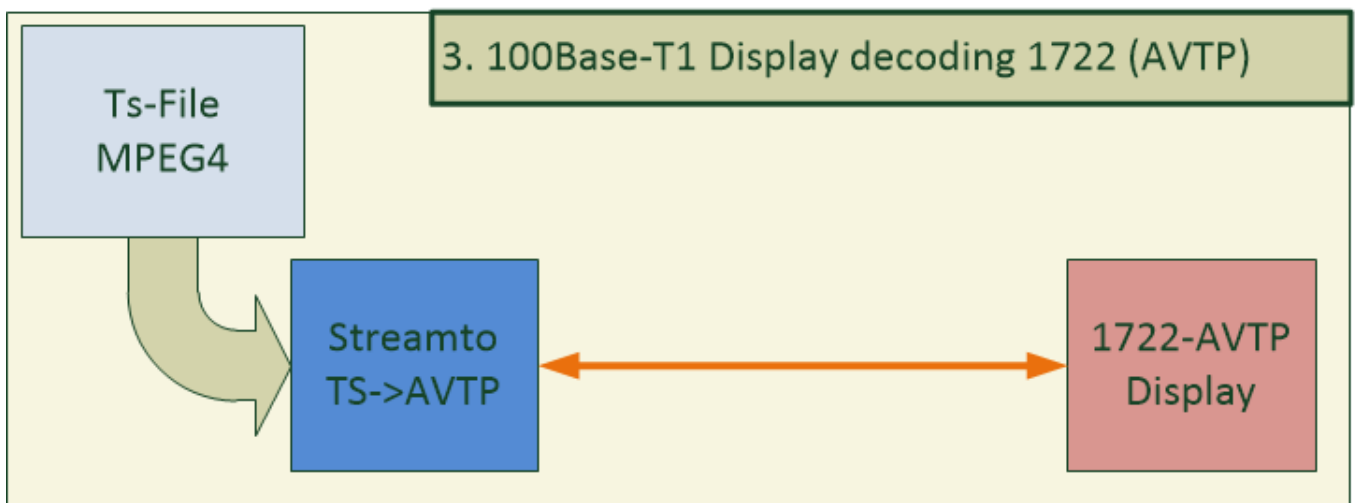 3. 100Base-T1 Display decoding 1722 (AVTP)
Ts-File
MPEG4
Streamto
TS->AVTP
1722-AVTP
Display